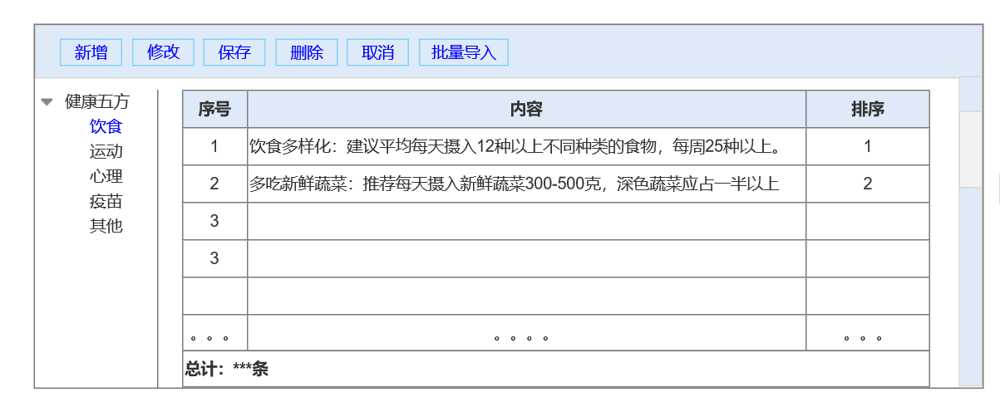 新增 修改 保存 删除 取消 批量导入
健康五方
饮食
运动
心理
疫苗
其他
序号 内容 排序
1 饮食多样化：建议平均每天摄入12种以上不同种类的食物，每周25种以上。 1
2 多吃新鲜蔬菜：推荐每天摄入新鲜蔬菜300-500克，深色蔬菜应占一半以上 2
3
3
。。。 。。。。 。。。
总计：***条